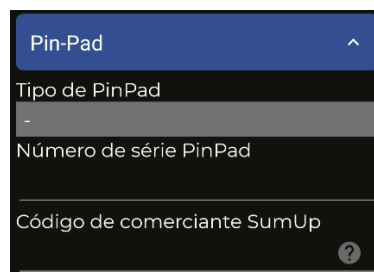 Pin-Pad
Tipo de PinPad
-
Número de série PinPad
Código de comerciante SumUp
?